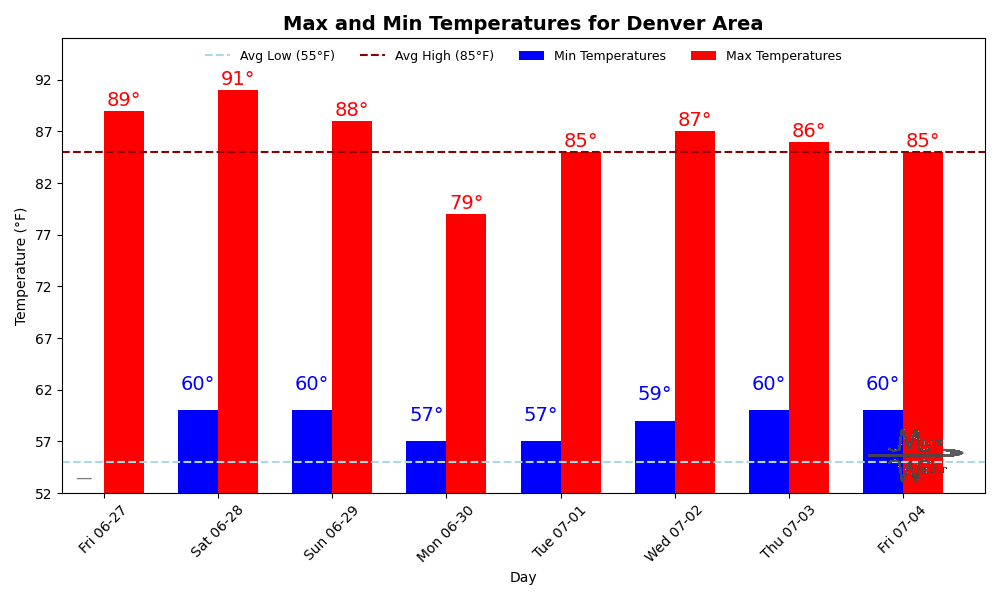 Max and Min Temperatures for Denver Area
Avg Low (55°F) Avg High (85°F) Min Temperatures Max Temperatures
92
87
82
77
72
67
62
57
52
Temperature (°F)
89° 91° 88° 79° 85° 87° 86° 85°
60° 60° 57° 57° 59° 60° 60°
—
Fri 06-27 Sat 06-28 Sun 06-29 Mon 06-30 Tue 07-01 Wed 07-02 Thu 07-03 Fri 07-04
Day